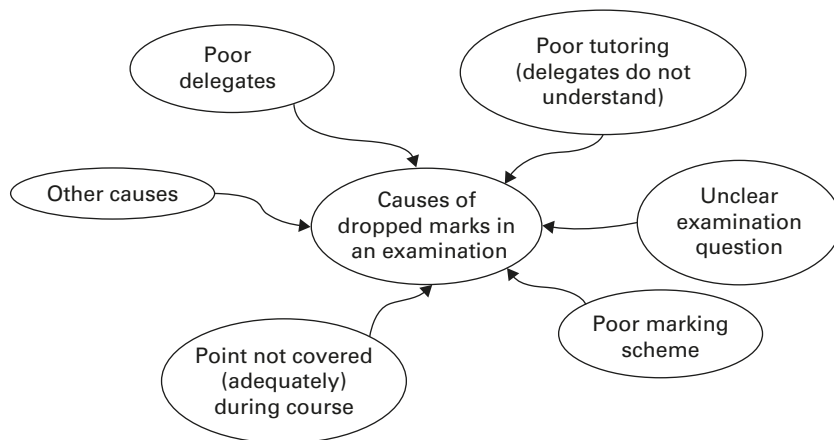 Poor
delegates
Poor tutoring
(delegates do not
understand)
Other causes
Causes of
dropped marks in
an examination
Unclear
examination
question
Poor marking
scheme
Point not covered
(adequately)
during course